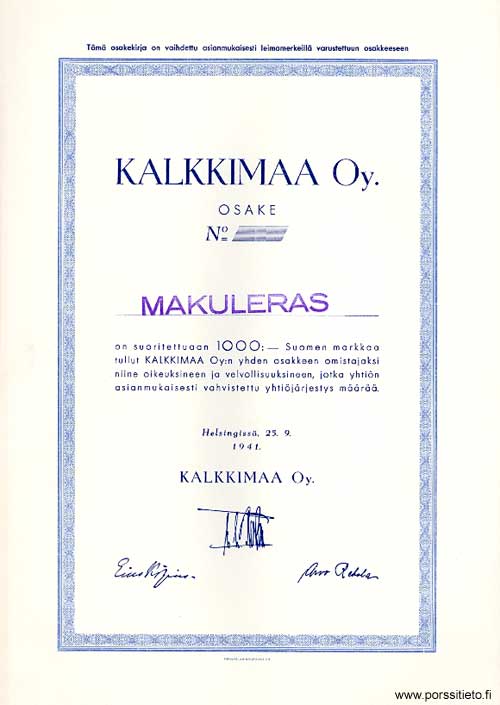 Tämä osakekirja on vaihdettu asianmukaisesti leimamerkeillä varustettuun osakkeeseen
KALKKIMAA Oy.
OSAKE
Nº
MAKULERAS
on suoritettuaan 1000:— Suomen markkaa
tullut KALKKIMAA Oy:n yhden osakkeen omistajaksi
niine oikeuksineen ja velvollisuuksineen, jotka yhtiön
asianmukaisesti vahvistettu yhtiöjärjestys määrää.
Helsingissä, 25. 9.
1941.
KALKKIMAA Oy.
www.porssitieto.fi